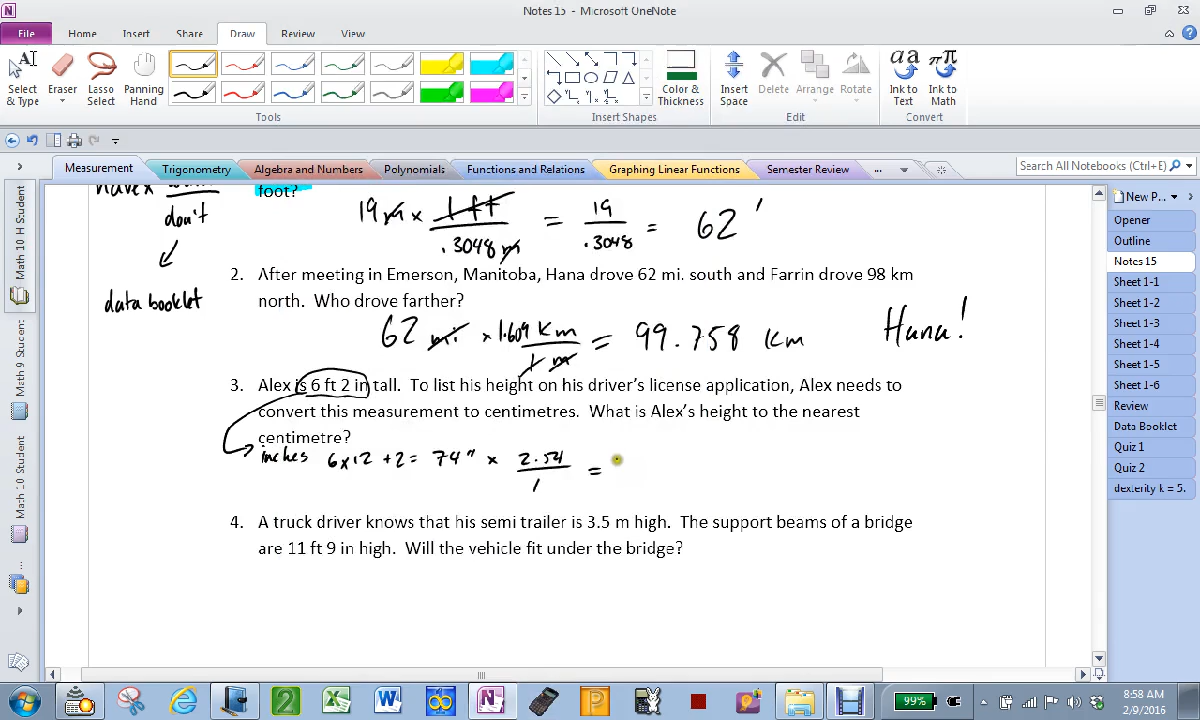 Notes 15 - Microsoft OneNote
File Home Insert Share Draw Review View
Select & Type
Eraser
Lasso Select
Panning Hand
Tools
Insert Shapes
Color & Thickness
Insert Space
Delete
Arrange
Rotate
Edit
Ink to Text
Ink to Math
Convert
Measurement Trigonometry Algebra and Numbers Polynomials Functions and Relations Graphing Linear Functions Semester Review ...
Search All Notebooks (Ctrl+E)
Math 10 H Student
Math 9 Student
Math 10 Student
New P...
Opener
Outline
Notes 15
Sheet 1-1
Sheet 1-2
Sheet 1-3
Sheet 1-4
Sheet 1-5
Sheet 1-6
Review
Data Booklet
Quiz 1
Quiz 2
dexterity k = 5.
don't
data booklet
foot?
19 m × 1 ft / .3048 m = 19 / .3048 = 62 '
2. After meeting in Emerson, Manitoba, Hana drove 62 mi. south and Farrin drove 98 km
north. Who drove farther?
62 mi × 1.609 Km / 1 m = 99.758 Km Hana!
3. Alex is 6 ft 2 in tall. To list his height on his driver's license application, Alex needs to
convert this measurement to centimetres. What is Alex's height to the nearest
centimetre?
inches 6 × 12 + 2 = 74" × 2.54 / 1 =
4. A truck driver knows that his semi trailer is 3.5 m high. The support beams of a bridge
are 11 ft 9 in high. Will the vehicle fit under the bridge?
99%
8:58 AM
2/9/2016